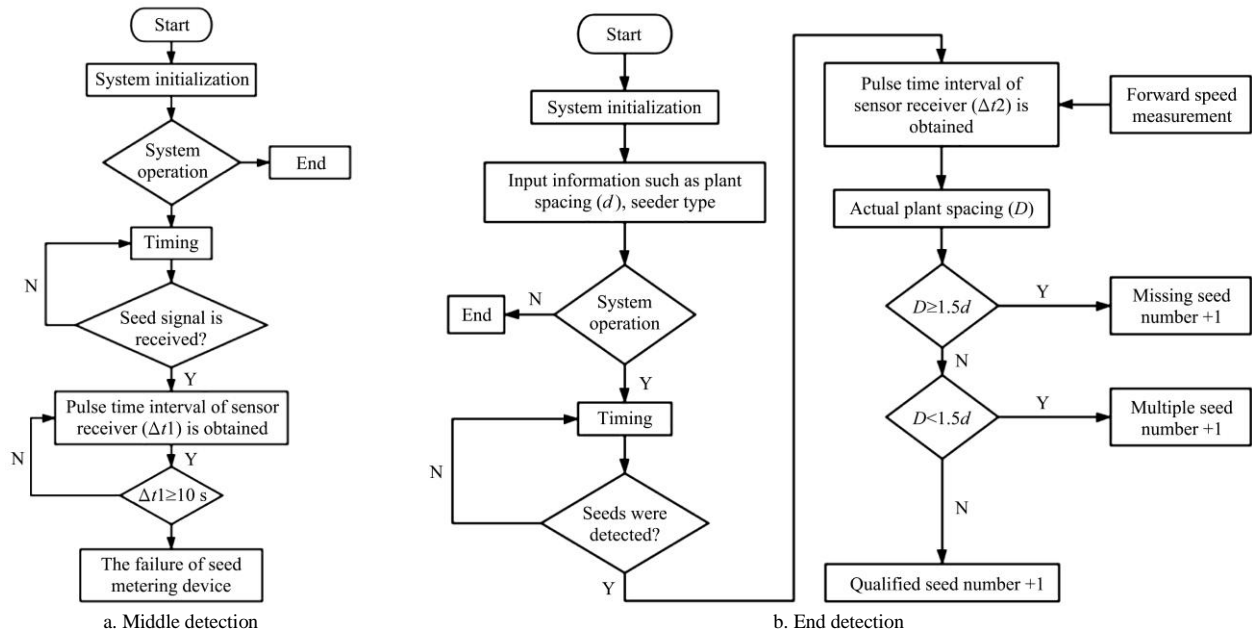 Start
System initialization
System
operation
End
Timing
N
Seed signal is
received?
Y
Pulse time interval of sensor
receiver (Δt1) is obtained
N
Y
Δt1≥10 s
The failure of seed
metering device
a. Middle detection
Start
System initialization
Input information such as plant
spacing (d), seeder type
N
End
System
operation
Y
Timing
N
Seeds were
detected?
Y
Pulse time interval of
sensor receiver (Δt2) is
obtained
Forward speed
measurement
Actual plant spacing (D)
D≥1.5d
Y
Missing seed
number +1
N
D<1.5d
Y
Multiple seed
number +1
N
Qualified seed number +1
b. End detection